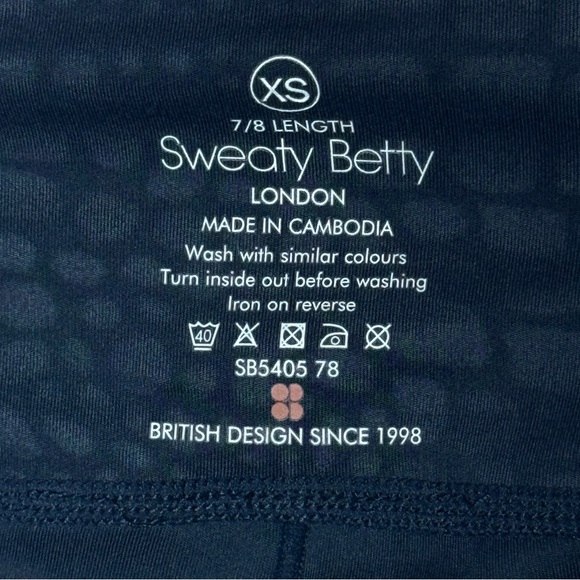 XS
7/8 LENGTH
Sweaty Betty
LONDON
MADE IN CAMBODIA
Wash with similar colours
Turn inside out before washing
Iron on reverse
40
SB5405 78
BRITISH DESIGN SINCE 1998